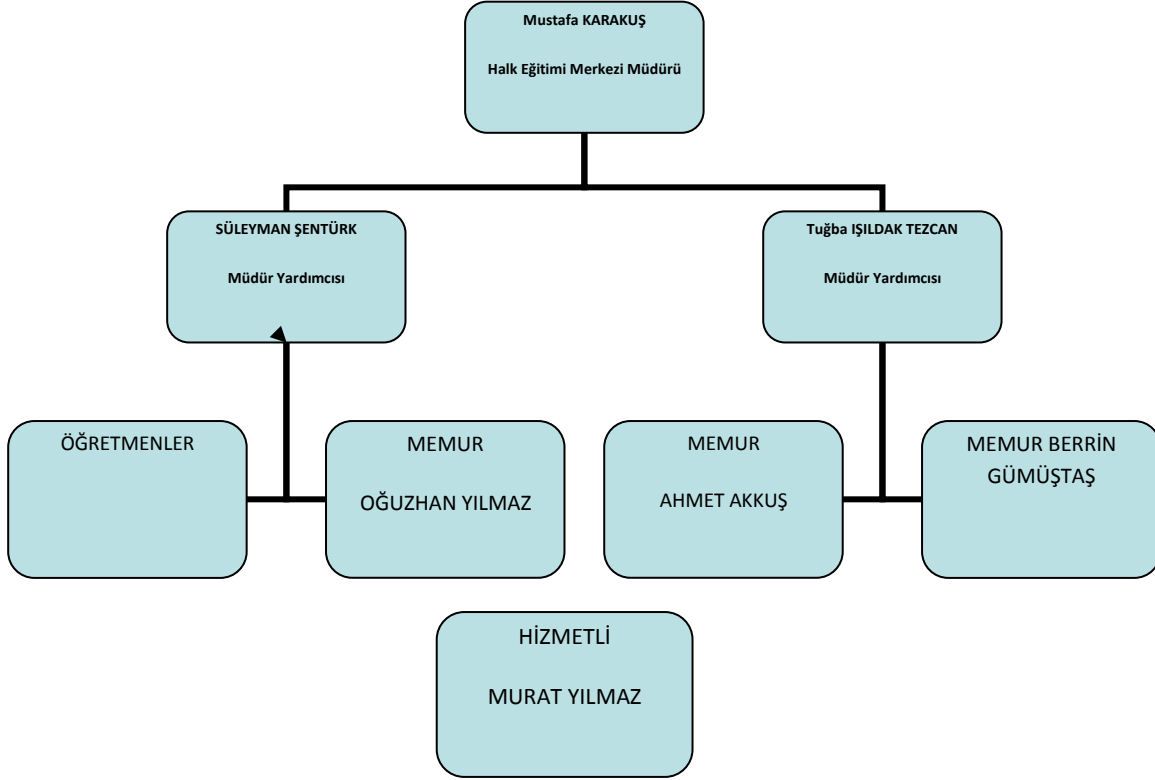 Mustafa KARAKUŞ
Halk Eğitimi Merkezi Müdürü
SÜLEYMAN ŞENTÜRK
Müdür Yardımcısı
Tuğba IŞILDAK TEZCAN
Müdür Yardımcısı
ÖĞRETMENLER
MEMUR
OĞUZHAN YILMAZ
MEMUR
AHMET AKKUŞ
MEMUR BERRİN
GÜMÜŞTAŞ
HİZMETLİ
MURAT YILMAZ